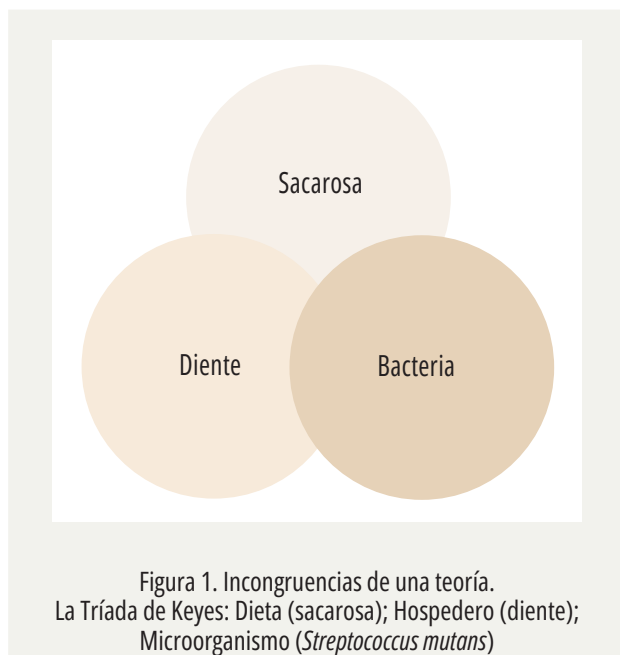 Sacarosa
Diente
Bacteria
Figura 1. Incongruencias de una teoría.
La Tríada de Keyes: Dieta (sacarosa); Hospedero (diente);
Microorganismo (Streptococcus mutans)